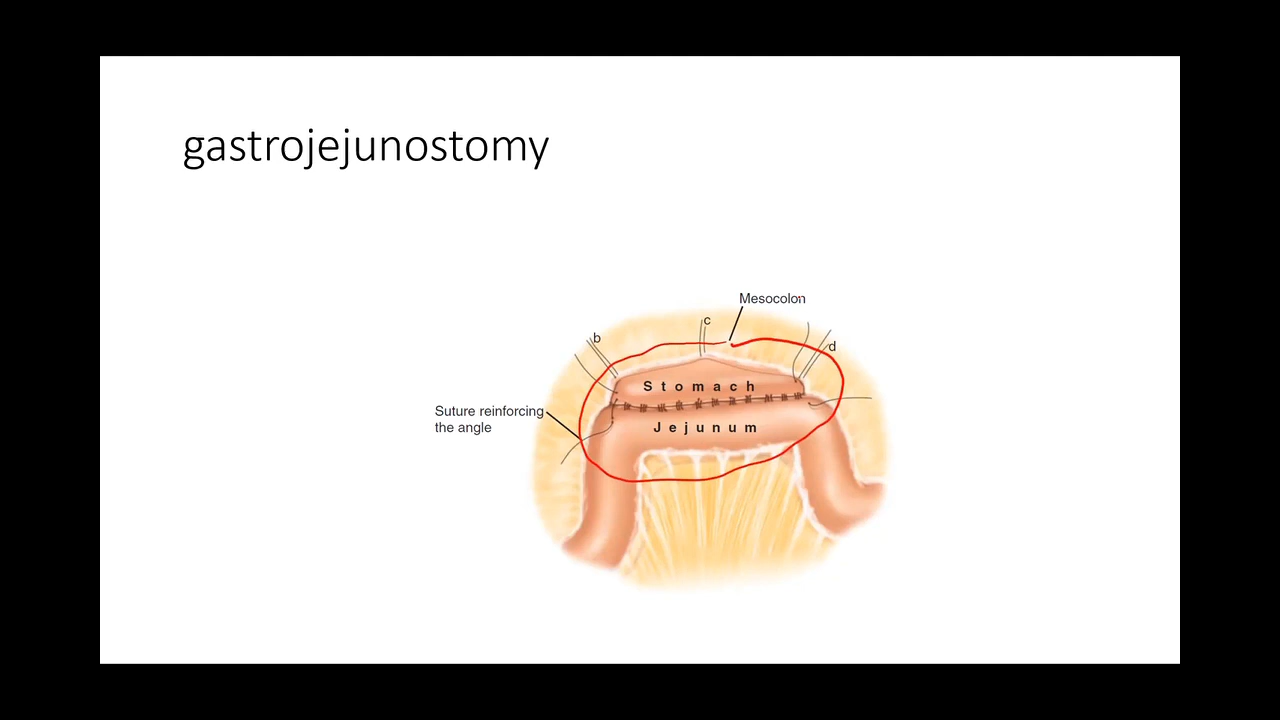 gastrojejunostomy
Mesocolon
c
b
d
Stomach
Suture reinforcing
the angle
Jejunum